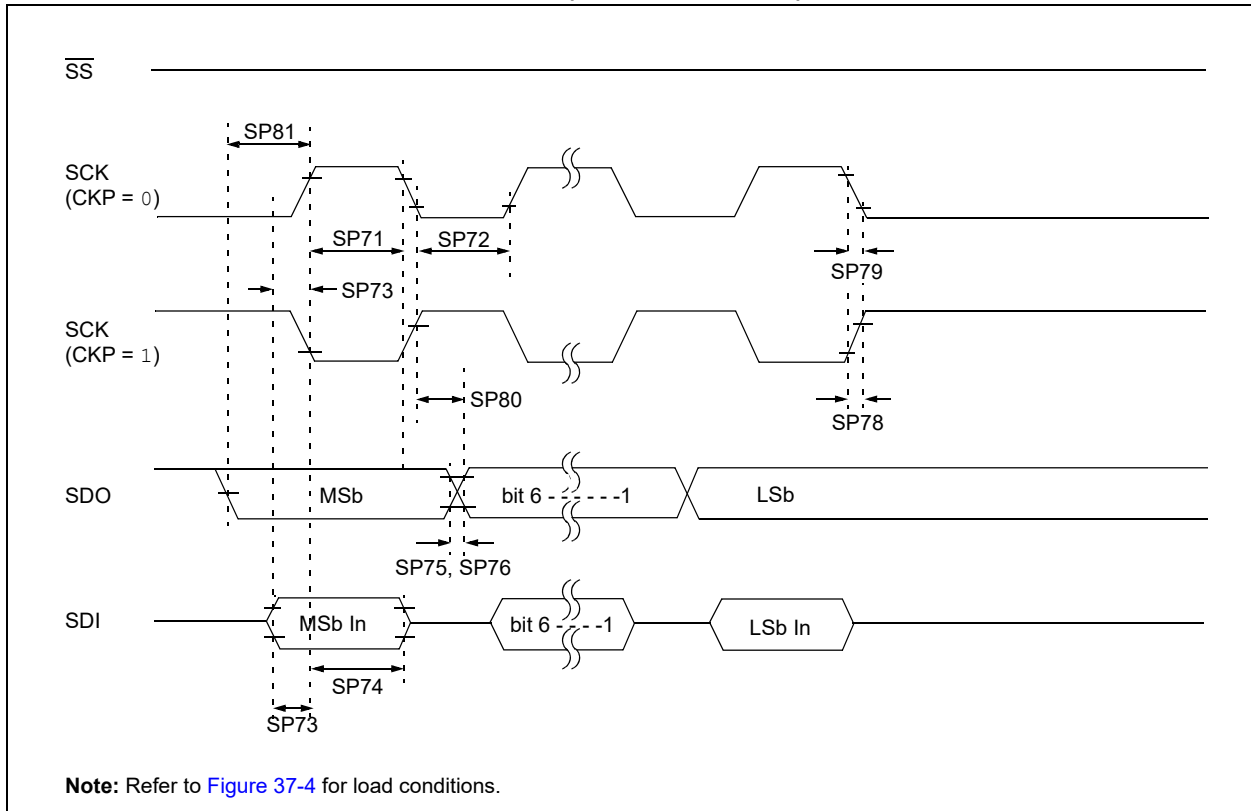 SS
SP81
SCK
(CKP = 0)
SP71
SP72
SP79
SP73
SCK
(CKP = 1)
SP80
SP78
SDO
MSb
bit 6 - - - - - -1
LSb
SP75, SP76
SDI
MSb In
bit 6 - - - -1
LSb In
SP74
SP73
Note: Refer to Figure 37-4 for load conditions.